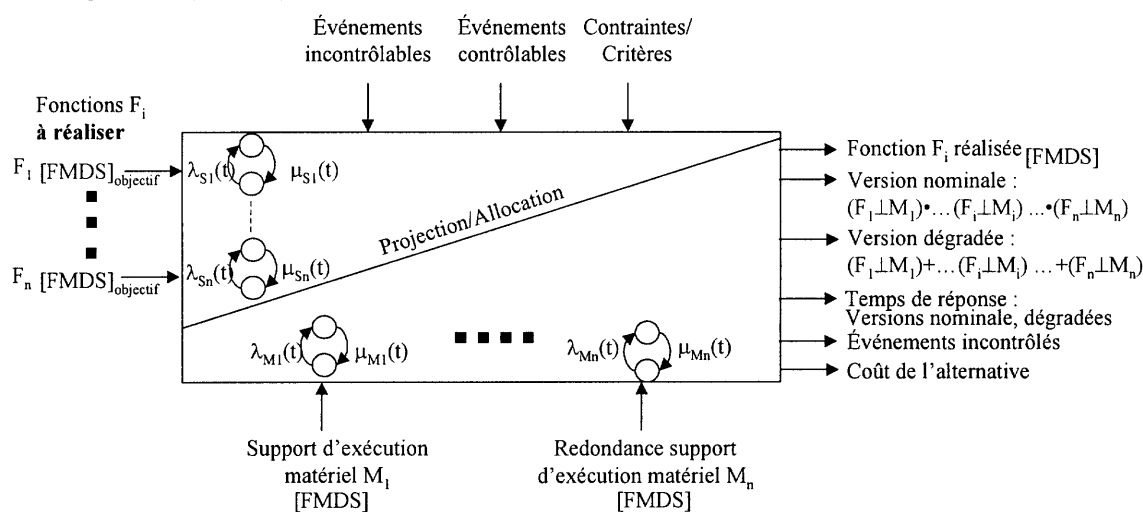 Événements
incontrôlables
Événements
contrôlables
Contraintes/
Critères
Fonctions Fi
à réaliser
F1 [FMDS]objectif
λS1(t)
μS1(t)
Fn [FMDS]objectif
λSn(t)
μSn(t)
Projection/Allocation
λM1(t)
μM1(t)
λMn(t)
μMn(t)
Fonction Fi réalisée [FMDS]
Version nominale :
(F1⊥M1)•…(Fi⊥Mi) ...•(Fn⊥Mn)
Version dégradée :
(F1⊥M1)+…(Fi⊥Mi) …+(Fn⊥Mn)
Temps de réponse :
Versions nominale, dégradées
Événements incontrôlés
Coût de l'alternative
Support d'exécution
matériel M1
[FMDS]
Redondance support
d'exécution matériel Mn
[FMDS]